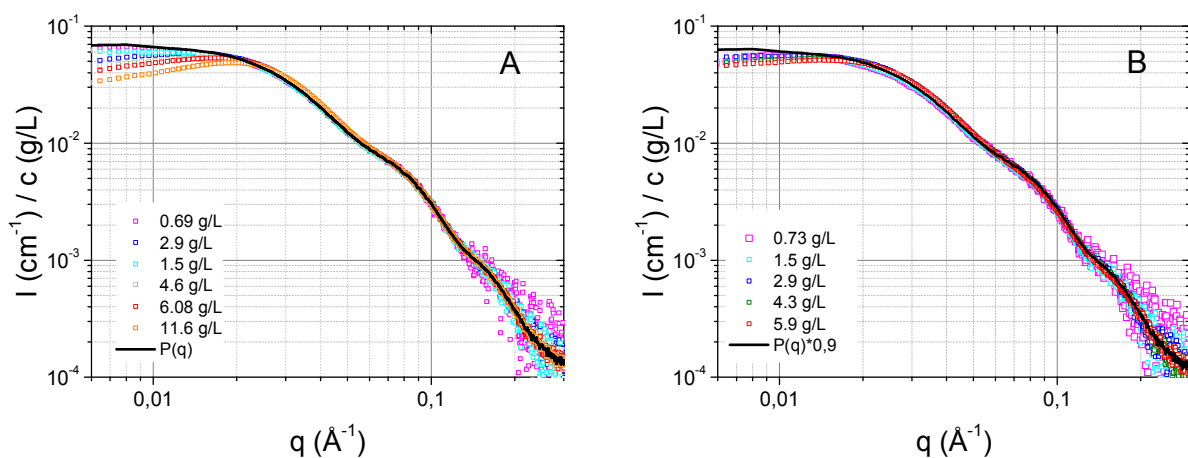 A
I (cm⁻¹) / c (g/L)
10⁻¹
10⁻²
10⁻³
10⁻⁴
0.69 g/L
2.9 g/L
1.5 g/L
4.6 g/L
6.08 g/L
11.6 g/L
P(q)
0,01
0,1
q (Å⁻¹)
B
I (cm⁻¹) / c (g/L)
10⁻¹
10⁻²
10⁻³
10⁻⁴
0.73 g/L
1.5 g/L
2.9 g/L
4.3 g/L
5.9 g/L
P(q)*0,9
0,01
0,1
q (Å⁻¹)